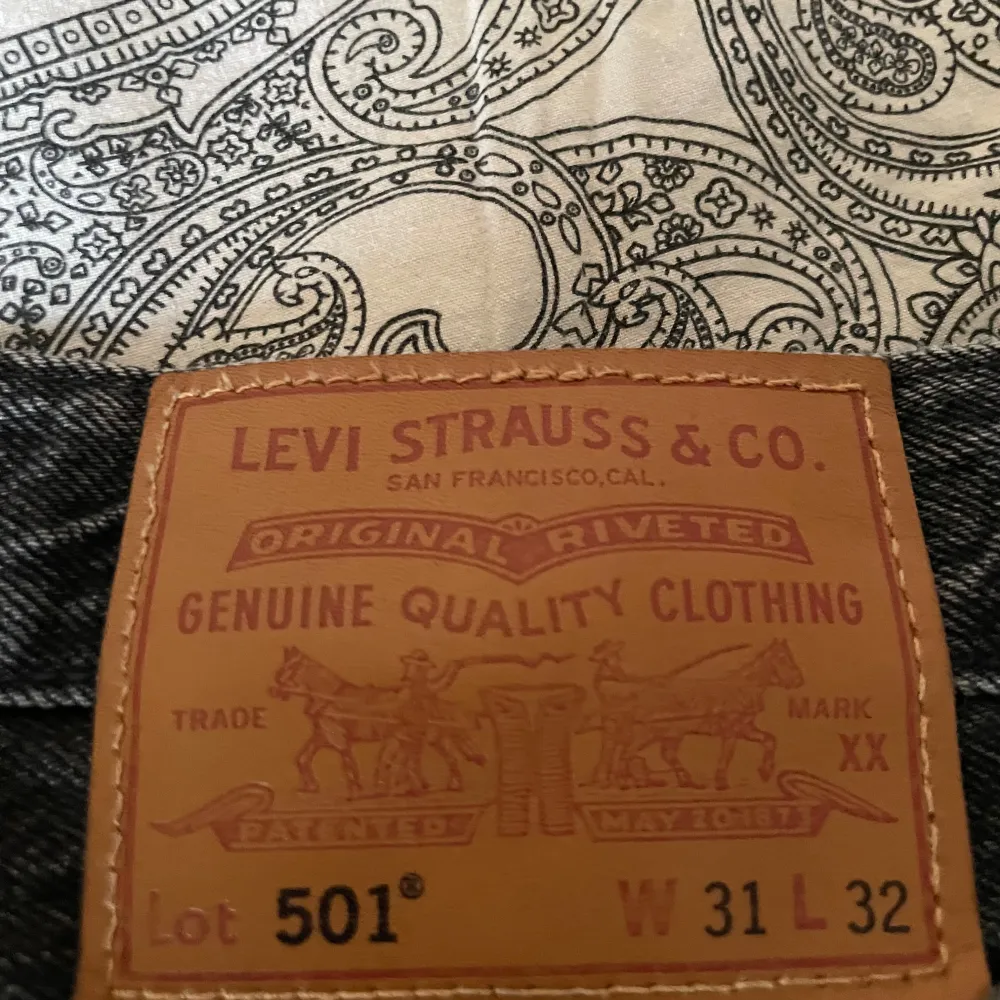 LEVI STRAUSS & CO.
SAN FRANCISCO, CAL.
ORIGINAL RIVETED
GENUINE QUALITY CLOTHING
TRADE MARK
XX
PATENTED MAY 20 1873
Lot 501® W 31 L 32